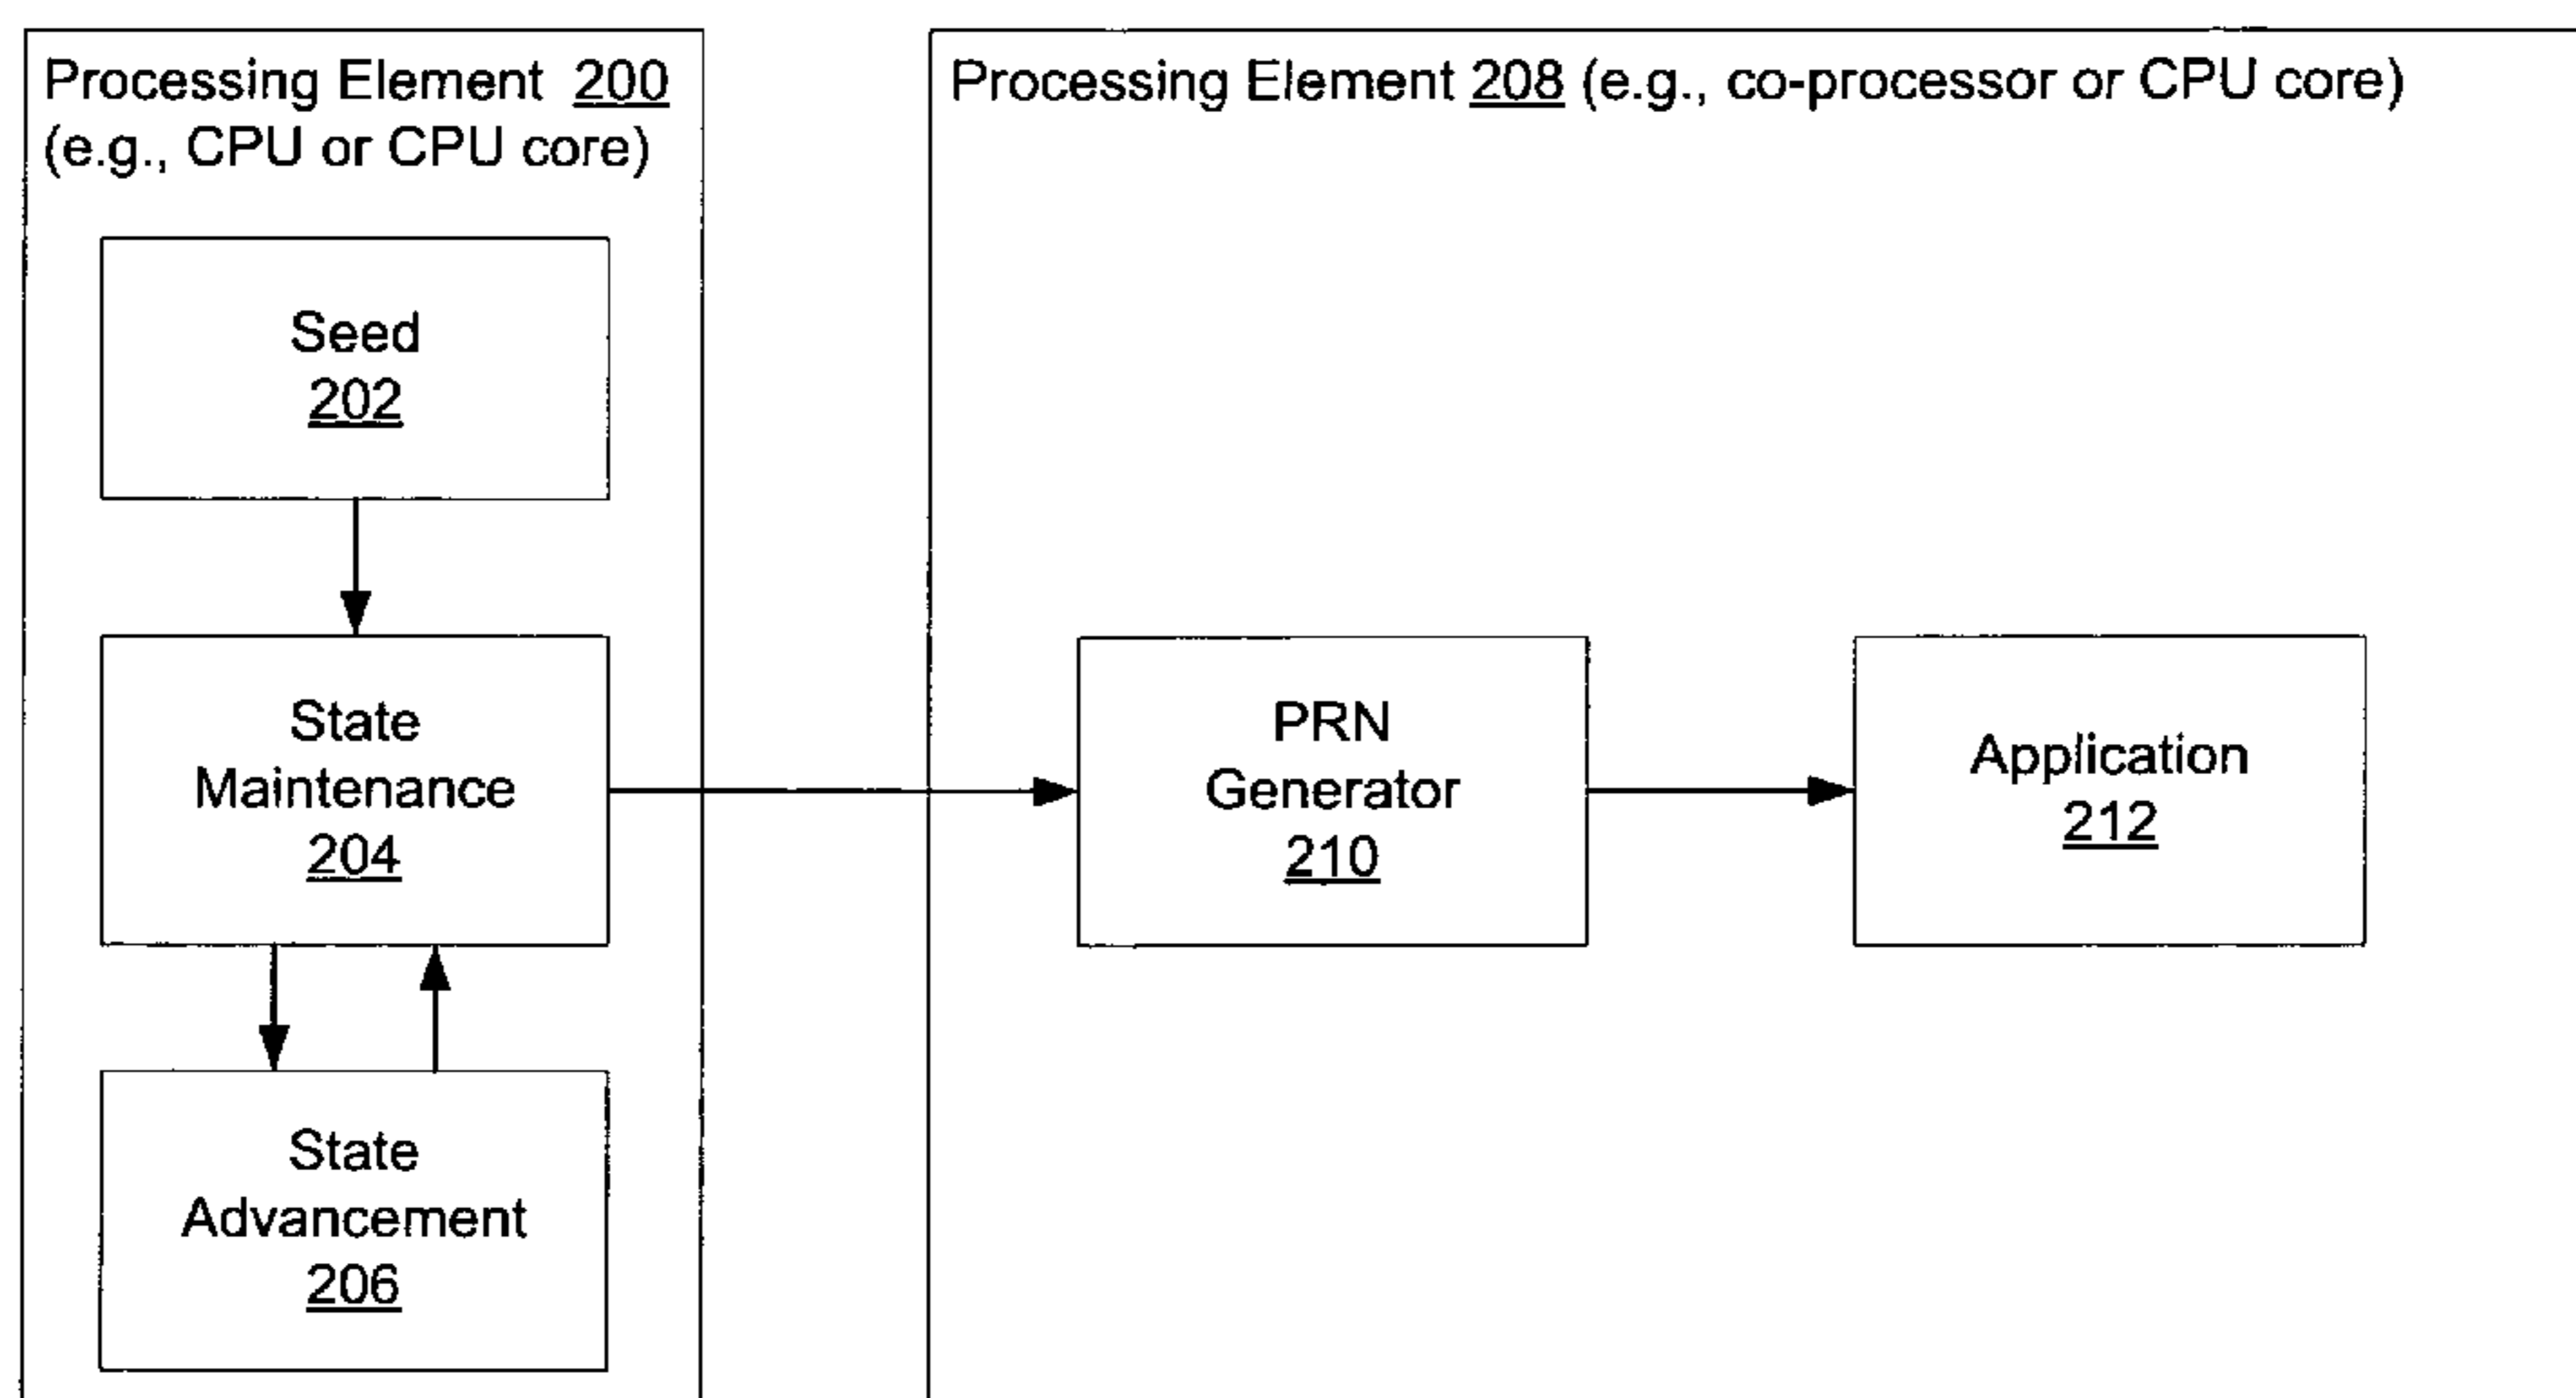 Processing Element 200
(e.g., CPU or CPU core)
Seed
202
State
Maintenance
204
State
Advancement
206
Processing Element 208 (e.g., co-processor or CPU core)
PRN
Generator
210
Application
212